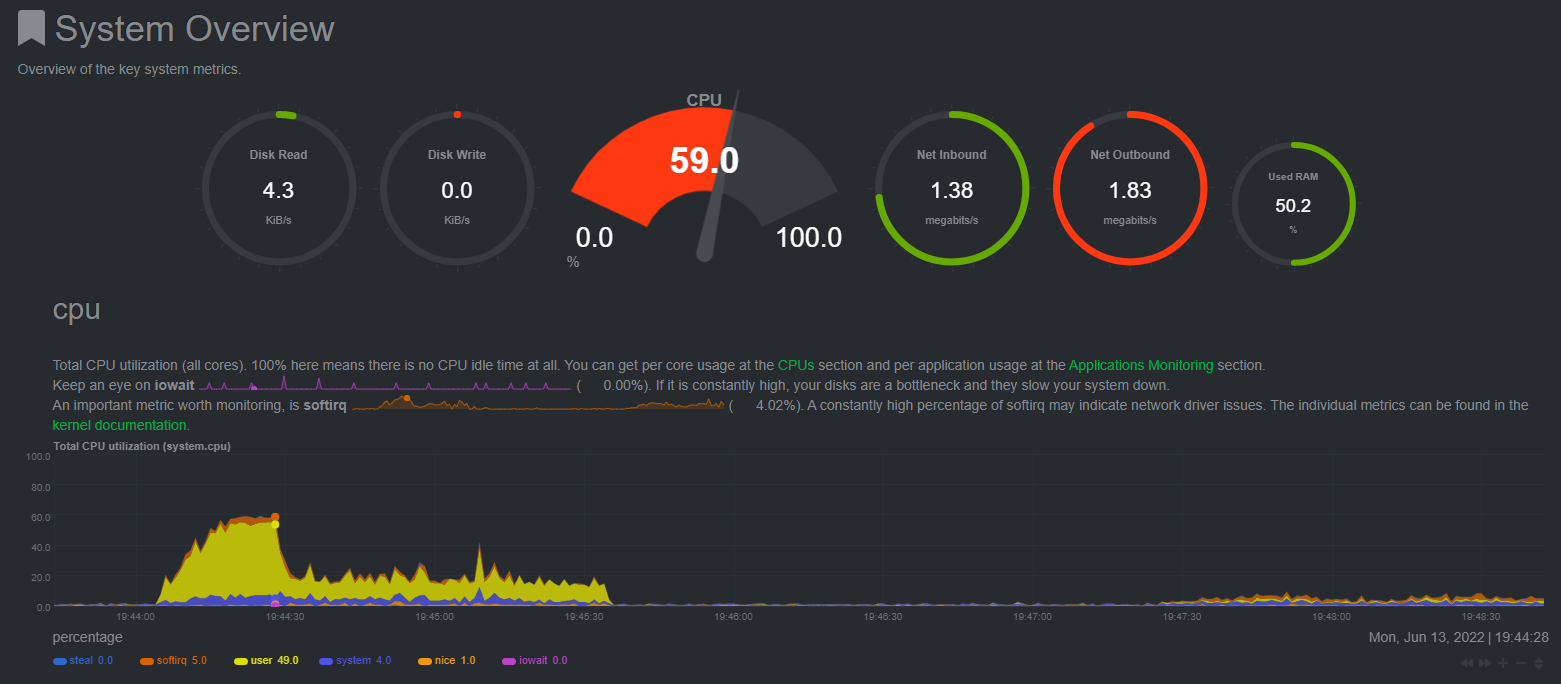 System Overview
Overview of the key system metrics.
Disk Read
4.3
KiB/s
Disk Write
0.0
KiB/s
CPU
59.0
0.0
100.0
%
Net Inbound
1.38
megabits/s
Net Outbound
1.83
megabits/s
Used RAM
50.2
%
cpu
Total CPU utilization (all cores). 100% here means there is no CPU idle time at all. You can get per core usage at the CPUs section and per application usage at the Applications Monitoring section.
Keep an eye on iowait ( 0.00%). If it is constantly high, your disks are a bottleneck and they slow your system down.
An important metric worth monitoring, is softirq ( 4.02%). A constantly high percentage of softirq may indicate network driver issues. The individual metrics can be found in the
kernel documentation.
Total CPU utilization (system.cpu)
100.0
80.0
60.0
40.0
20.0
0.0
19:44:00 19:44:30 19:45:00 19:45:30 19:46:00 19:46:30 19:47:00 19:47:30 19:48:00 19:48:30
percentage Mon, Jun 13, 2022 | 19:44:28
steal 0.0 softirq 5.0 user 49.0 system 4.0 nice 1.0 iowait 0.0